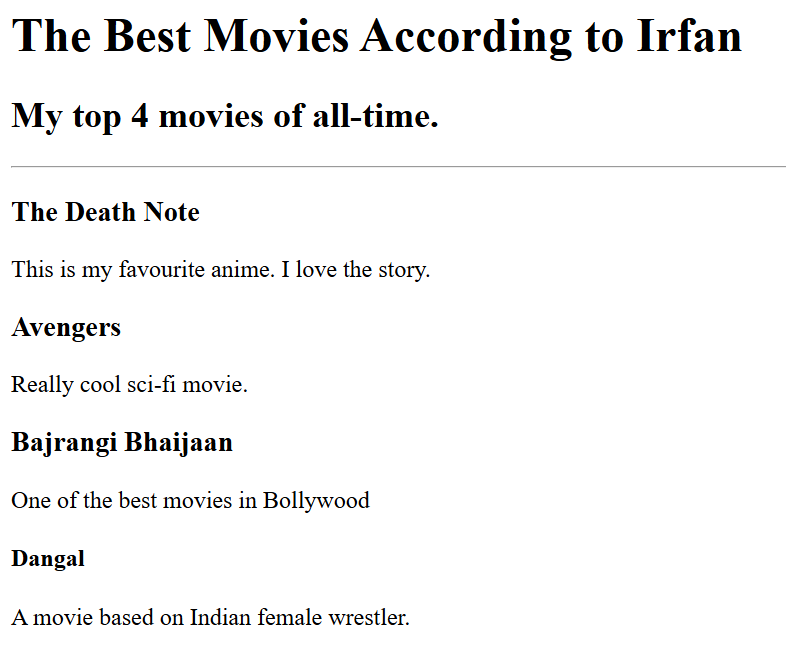 The Best Movies According to Irfan
My top 4 movies of all-time.
The Death Note
This is my favourite anime. I love the story.
Avengers
Really cool sci-fi movie.
Bajrangi Bhaijaan
One of the best movies in Bollywood
Dangal
A movie based on Indian female wrestler.